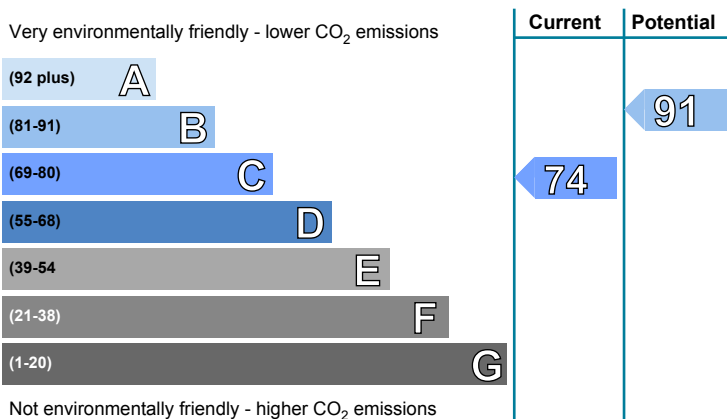 Current Potential
Very environmentally friendly - lower CO2 emissions
(92 plus) A
(81-91) B 91
(69-80) C 74
(55-68) D
(39-54 E
(21-38) F
(1-20) G
Not environmentally friendly - higher CO2 emissions